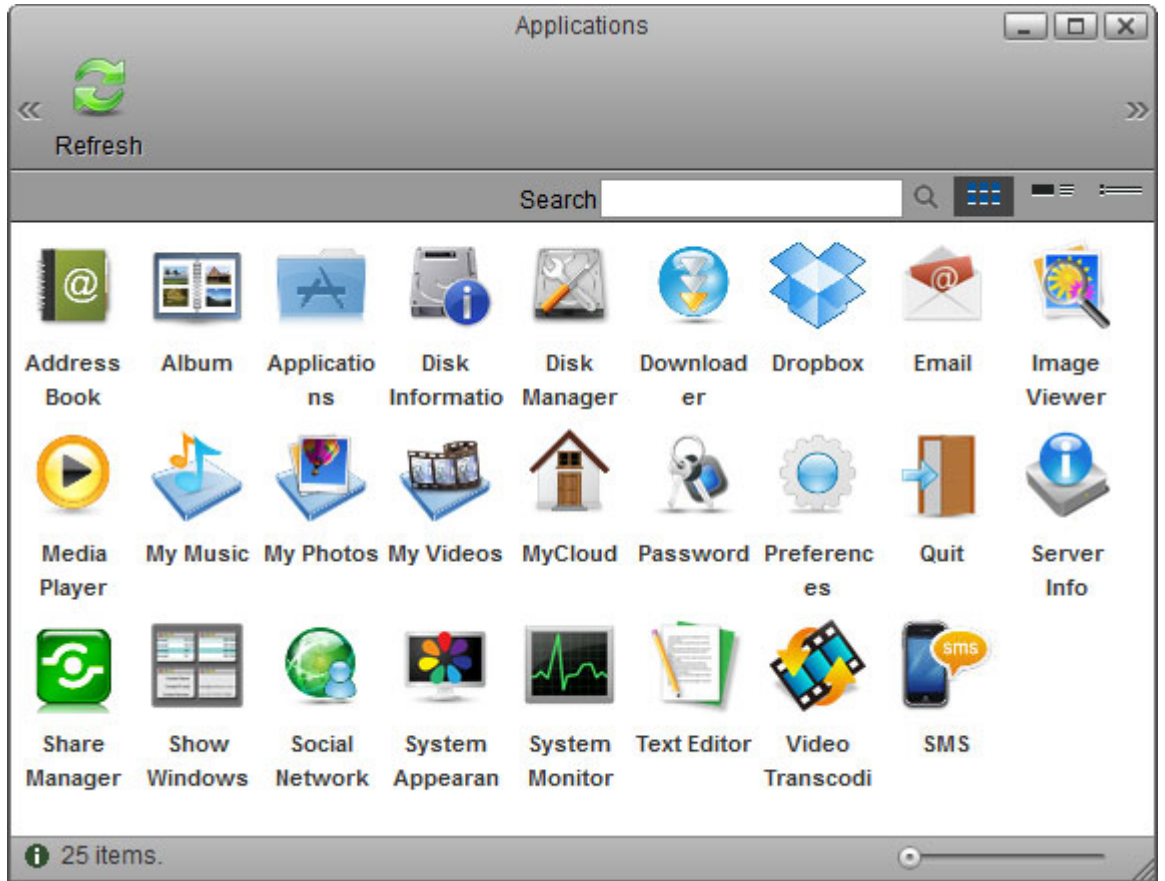 Applications
Refresh
Search
Address Album Applicatio Disk Disk Download Dropbox Email Image
Book ns Informatio Manager er Viewer
Media My Music My Photos My Videos MyCloud Password Preferenc Quit Server
Player es Info
sms
Share Show Social System System Text Editor Video SMS
Manager Windows Network Appearan Monitor Transcodi
25 items.